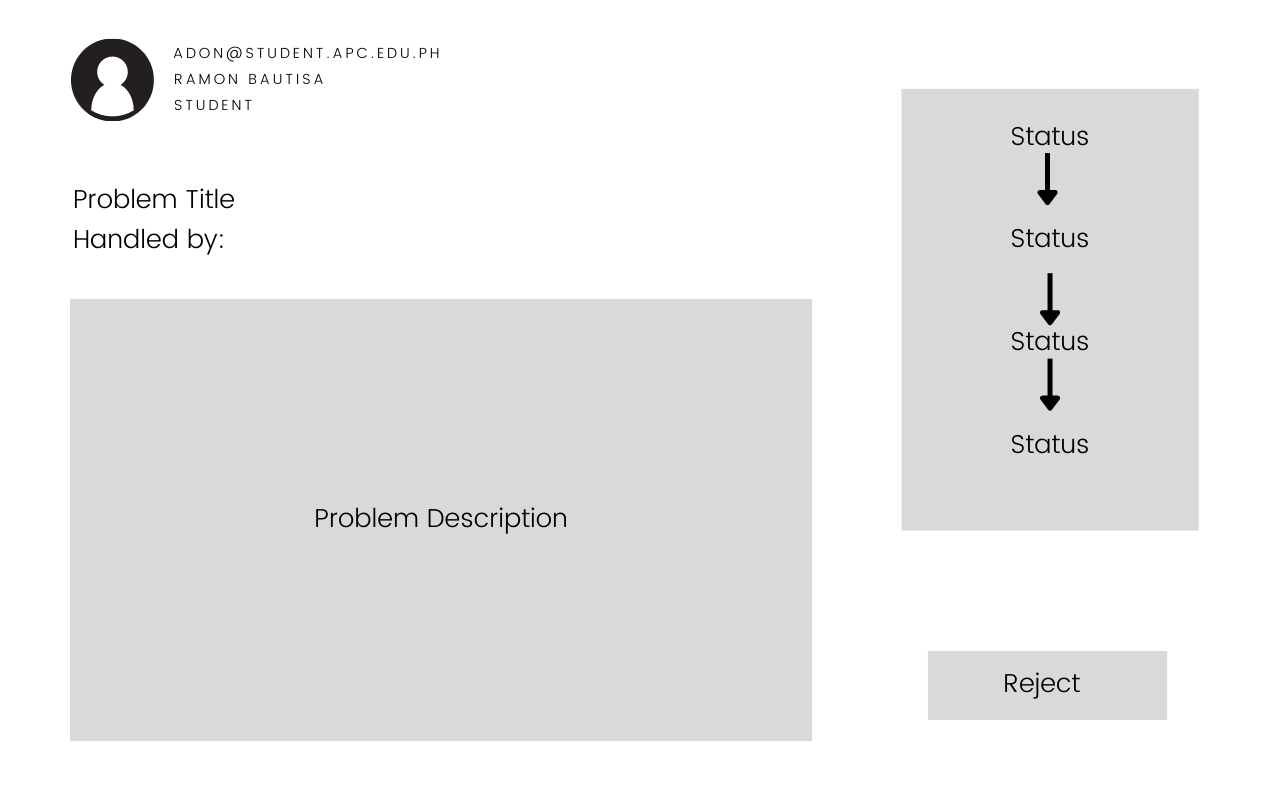 ADON@STUDENT.APC.EDU.PH
RAMON BAUTISA
STUDENT
Problem Title
Handled by:
Problem Description
Status
Status
Status
Status
Reject